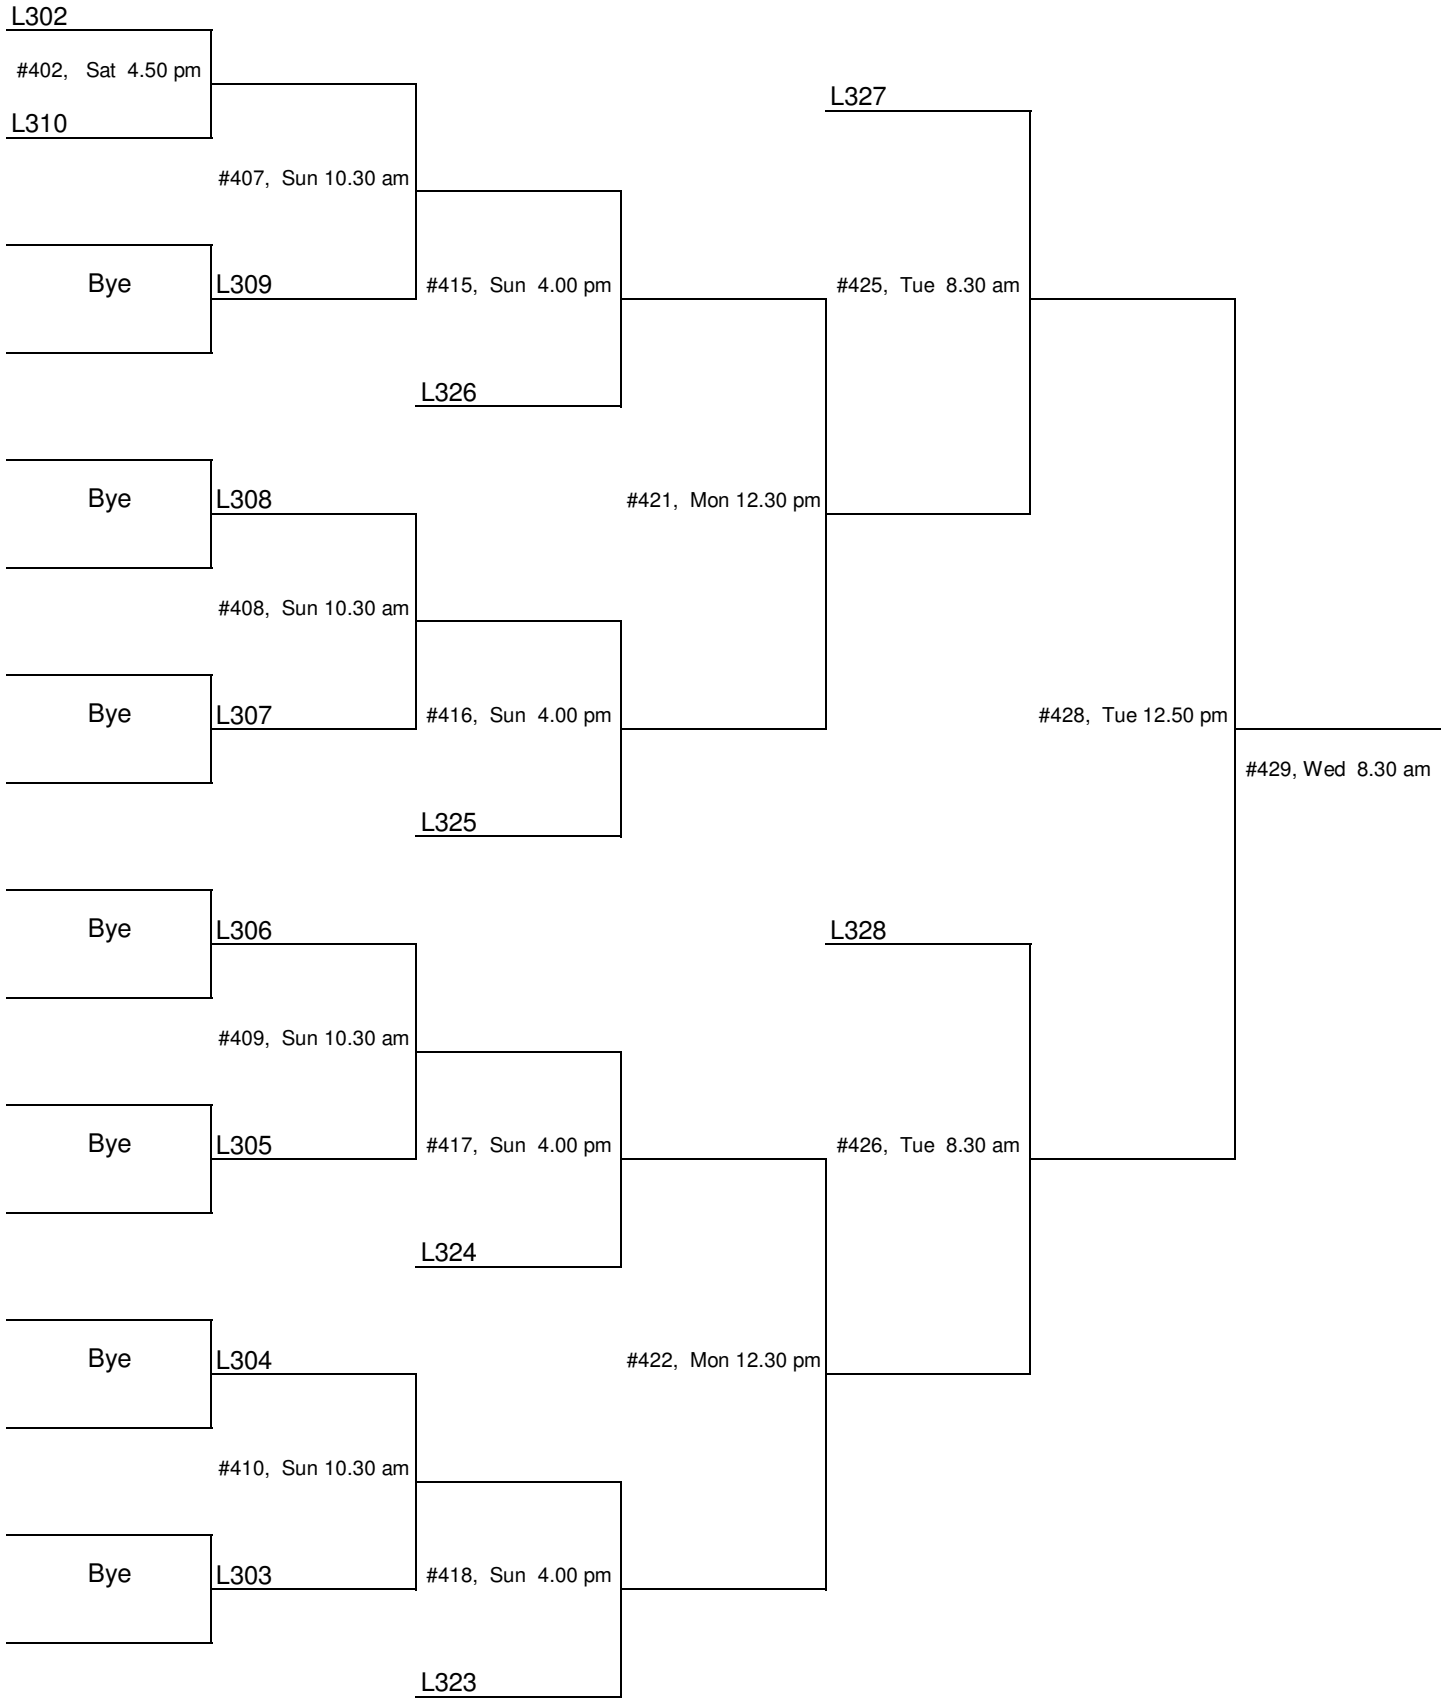 L302
#402, Sat 4.50 pm
L327
L310
#407, Sun 10.30 am
Bye
L309
#415, Sun 4.00 pm
#425, Tue 8.30 am
L326
Bye
L308
#421, Mon 12.30 pm
#408, Sun 10.30 am
Bye
L307
#416, Sun 4.00 pm
#428, Tue 12.50 pm
#429, Wed 8.30 am
L325
Bye
L306
L328
#409, Sun 10.30 am
Bye
L305
#417, Sun 4.00 pm
#426, Tue 8.30 am
L324
Bye
L304
#422, Mon 12.30 pm
#410, Sun 10.30 am
Bye
L303
#418, Sun 4.00 pm
L323